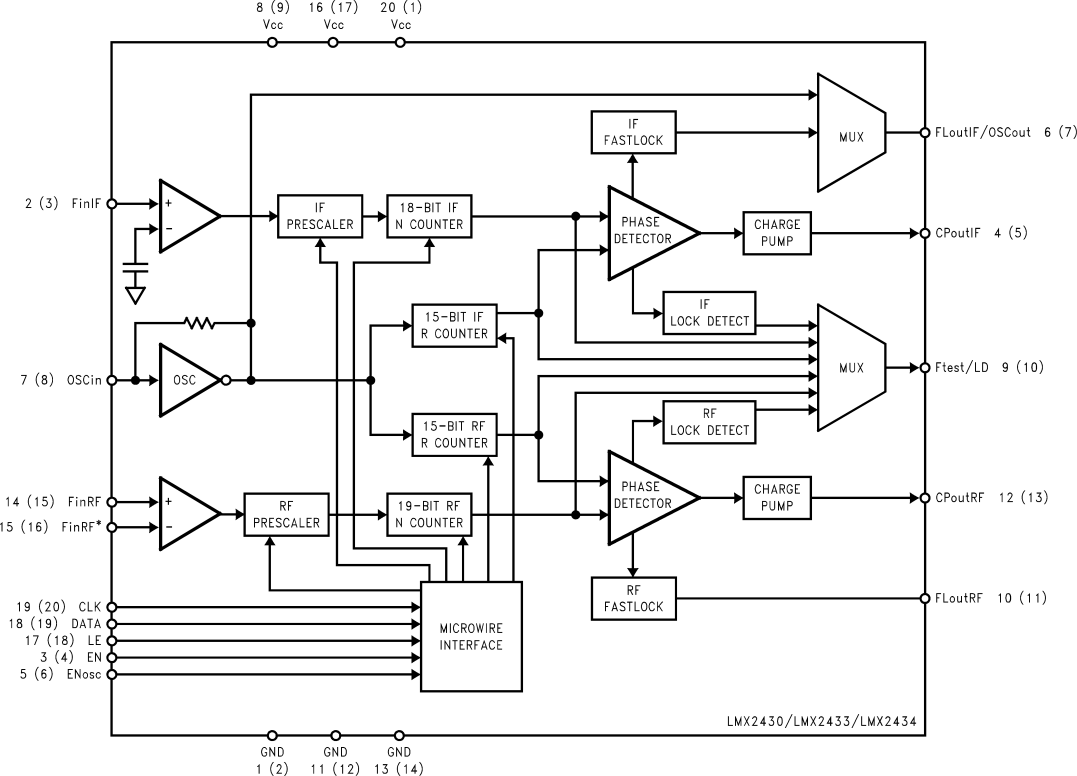 8 (9) 16 (17) 20 (1)
Vcc Vcc Vcc
IF
FASTLOCK
MUX
FLoutIF/OSCout 6 (7)
2 (3) FinIF
+
−
IF
PRESCALER
18-BIT IF
N COUNTER
PHASE
DETECTOR
CHARGE
PUMP
CPoutIF 4 (5)
15-BIT IF
R COUNTER
IF
LOCK DETECT
7 (8) OSCin
OSC
MUX
Ftest/LD 9 (10)
15-BIT RF
R COUNTER
RF
LOCK DETECT
14 (15) FinRF
15 (16) FinRF*
+
−
RF
PRESCALER
19-BIT RF
N COUNTER
PHASE
DETECTOR
CHARGE
PUMP
CPoutRF 12 (13)
RF
FASTLOCK
FLoutRF 10 (11)
19 (20) CLK
18 (19) DATA
17 (18) LE
3 (4) EN
5 (6) ENosc
MICROWIRE
INTERFACE
LMX2430/LMX2433/LMX2434
GND GND GND
1 (2) 11 (12) 13 (14)